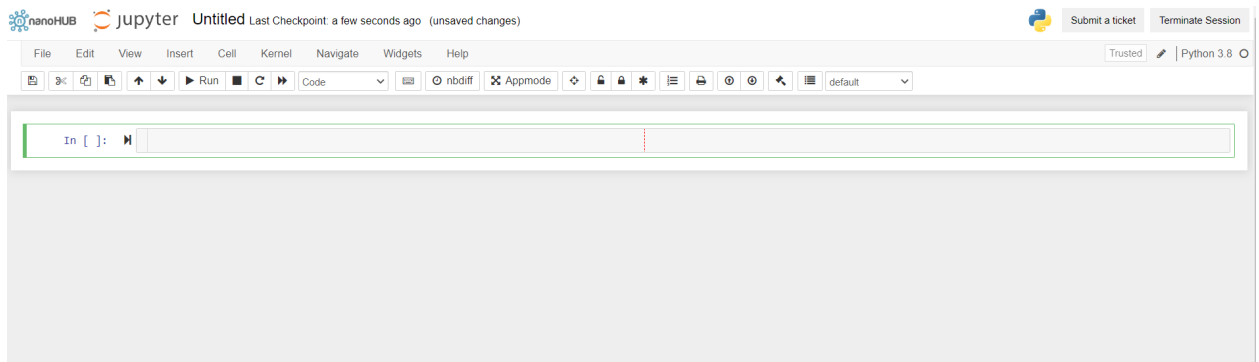 nanoHUB jupyter Untitled Last Checkpoint: a few seconds ago (unsaved changes) Submit a ticket Terminate Session
File Edit View Insert Cell Kernel Navigate Widgets Help Trusted Python 3.8
Run Code nbdiff Appmode default
In [ ]: